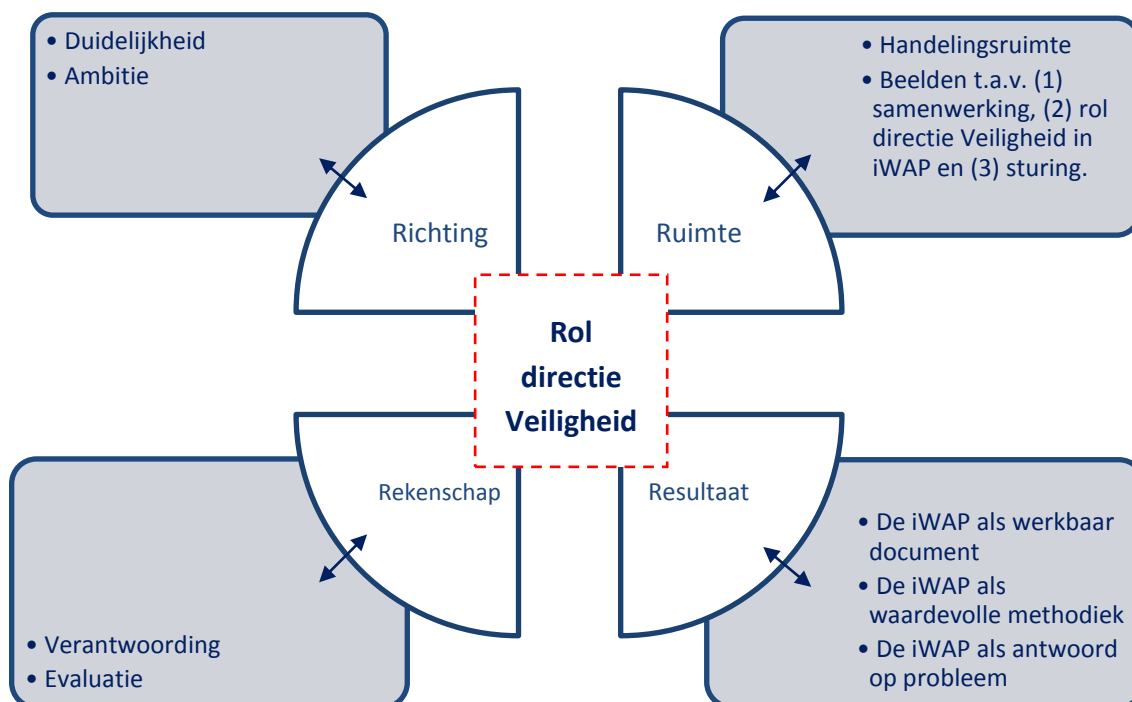 • Duidelijkheid
• Ambitie
• Handelingsruimte
• Beelden t.a.v. (1)
samenwerking, (2) rol
directie Veiligheid in
iWAP en (3) sturing.
Richting
Ruimte
Rol
directie
Veiligheid
Rekenschap
Resultaat
• Verantwoording
• Evaluatie
• De iWAP als werkbaar
document
• De iWAP als
waardevolle methodiek
• De iWAP als antwoord
op probleem